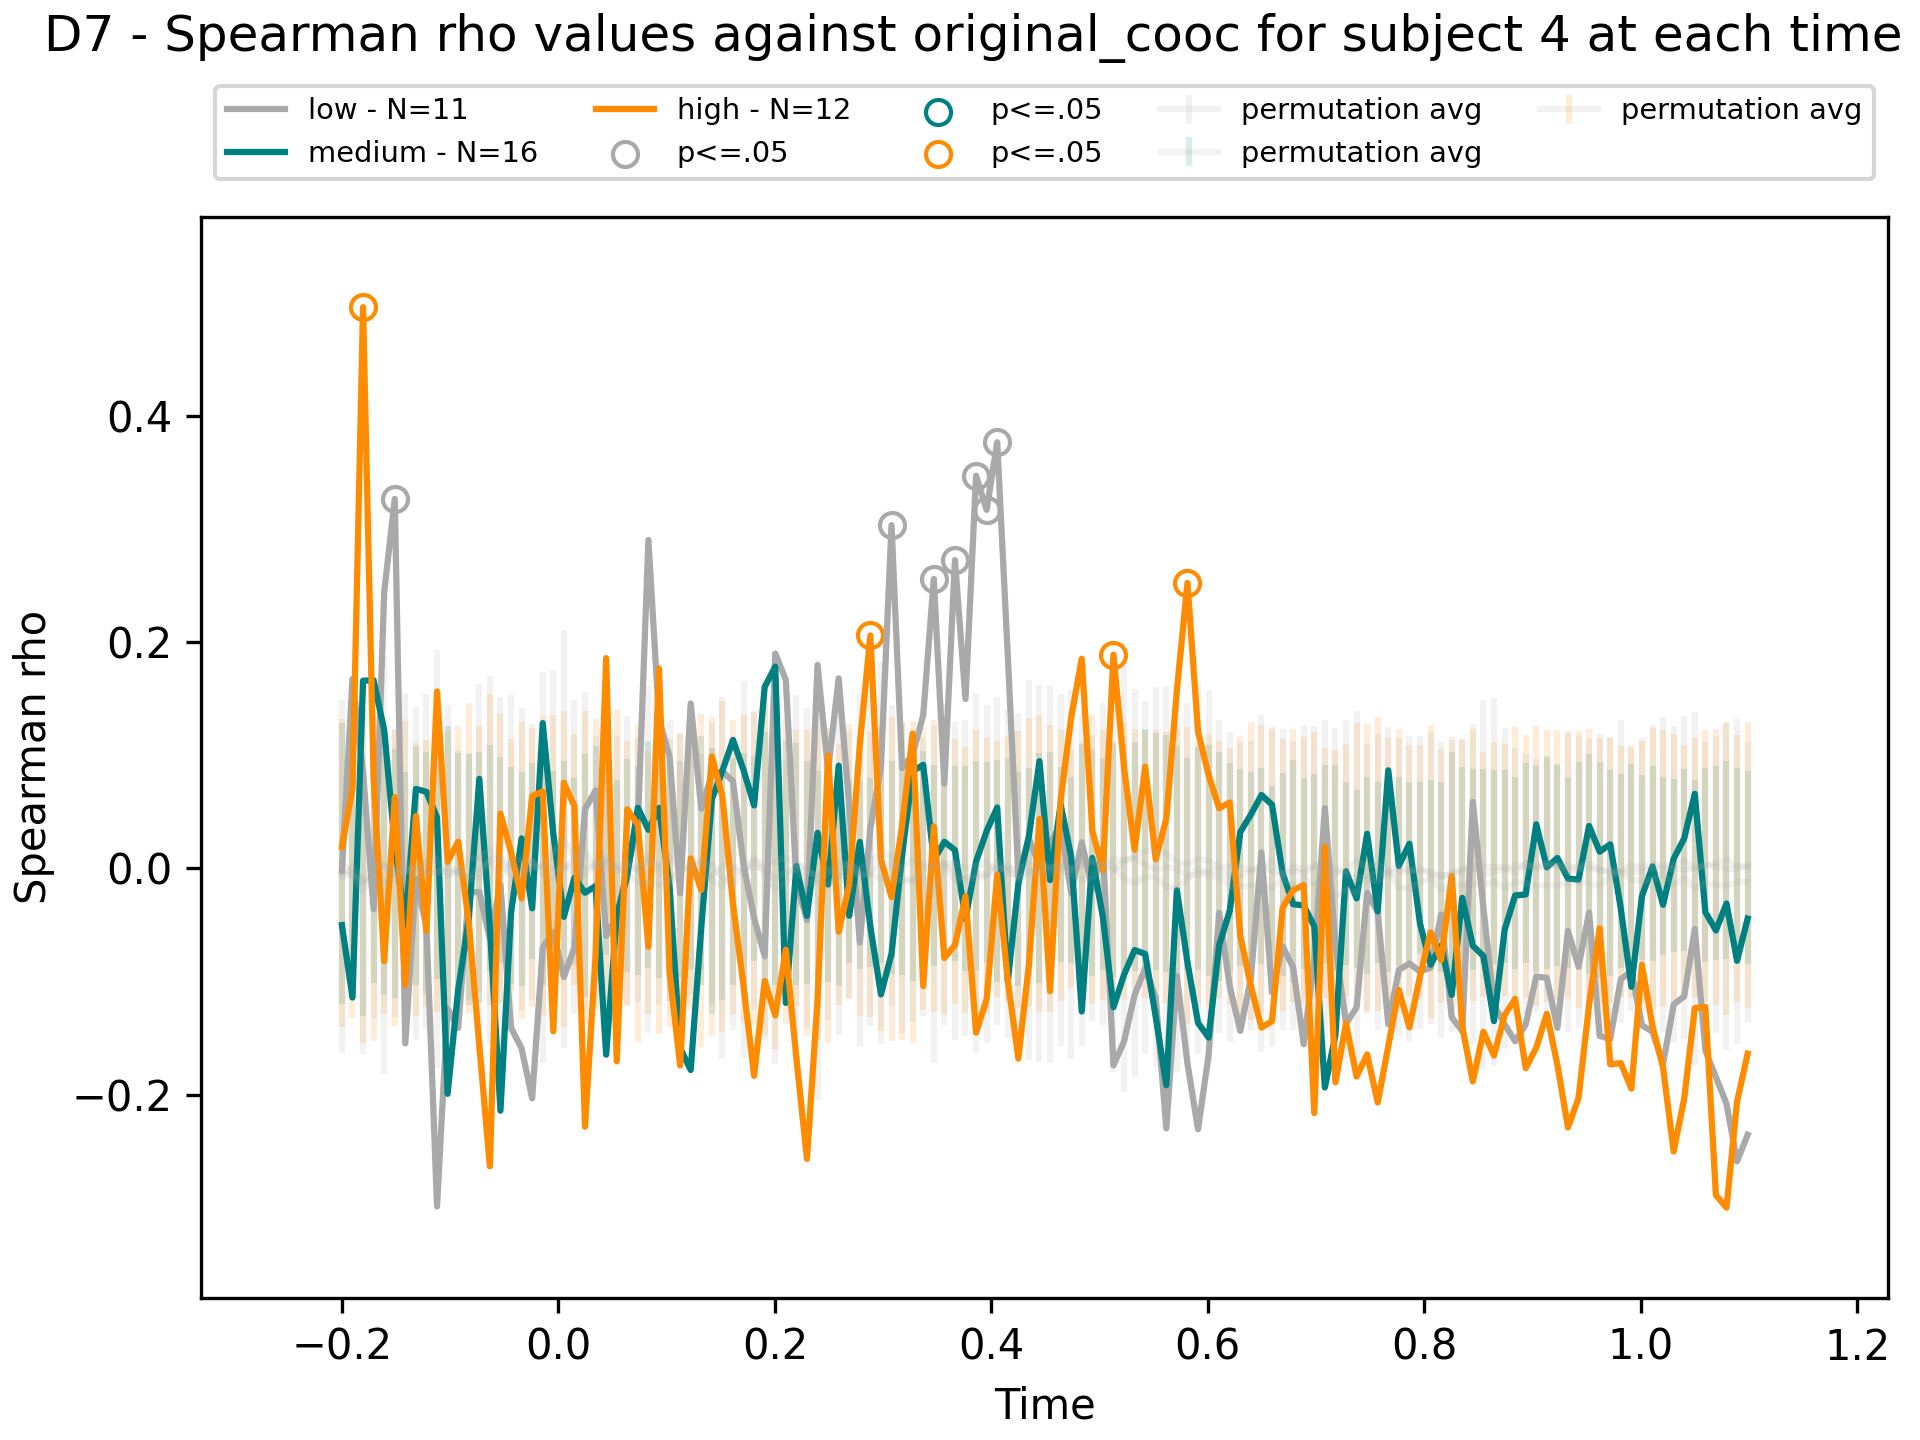 D7 - Spearman rho values against original_cooc for subject 4 at each time
low - N=11
medium - N=16
high - N=12
p<=.05
p<=.05
p<=.05
permutation avg
permutation avg
permutation avg
Spearman rho
0.4
0.2
0.0
−0.2
−0.2
0.0
0.2
0.4
0.6
0.8
1.0
1.2
Time